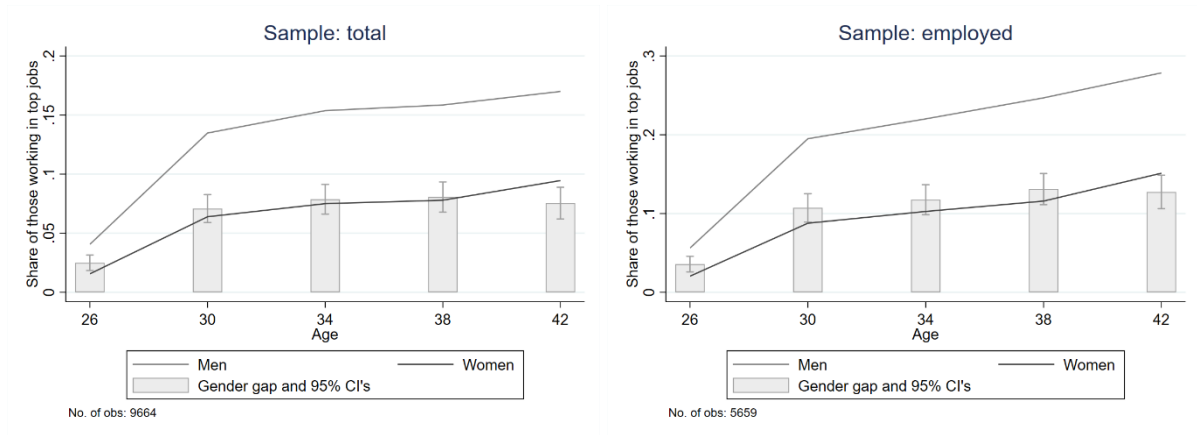 Sample: total
Share of those working in top jobs
.2
.15
.1
.05
0
26 30 34 38 42
Age
Men Women
Gender gap and 95% CI's
No. of obs: 9664
Sample: employed
Share of those working in top jobs
.3
.2
.1
0
26 30 34 38 42
Age
Men Women
Gender gap and 95% CI's
No. of obs: 5659